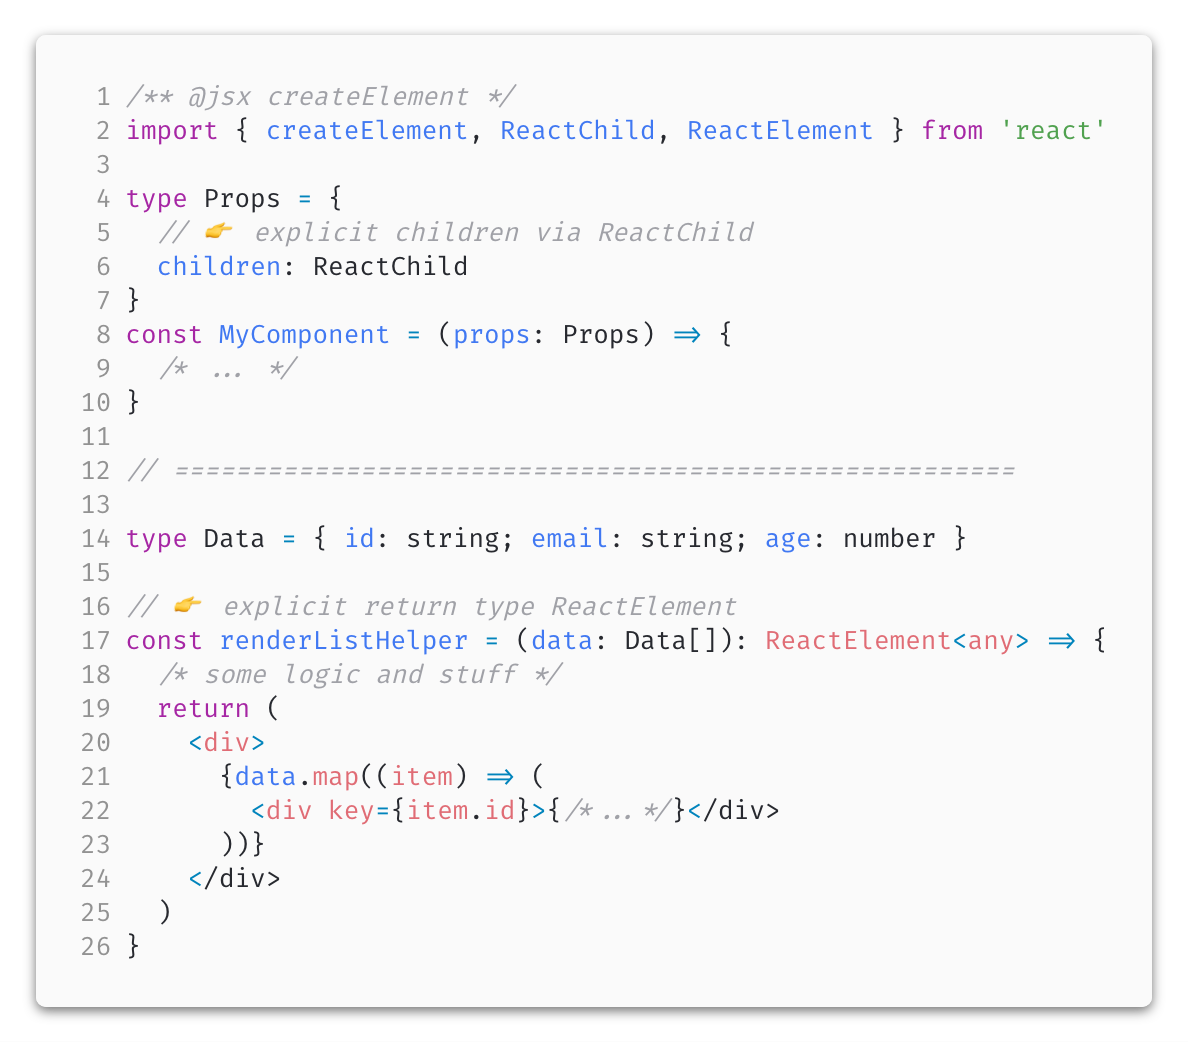 1 /** @jsx createElement */
2 import { createElement, ReactChild, ReactElement } from 'react'
3
4 type Props = {
5   // 👉 explicit children via ReactChild
6   children: ReactChild
7 }
8 const MyComponent = (props: Props) => {
9   /* ... */
10 }
11
12 // ======================================================
13
14 type Data = { id: string; email: string; age: number }
15
16 // 👉 explicit return type ReactElement
17 const renderListHelper = (data: Data[]): ReactElement<any> => {
18   /* some logic and stuff */
19   return (
20     <div>
21       {data.map((item) => (
22         <div key={item.id}>{/*...*/}</div>
23       ))}
24     </div>
25   )
26 }